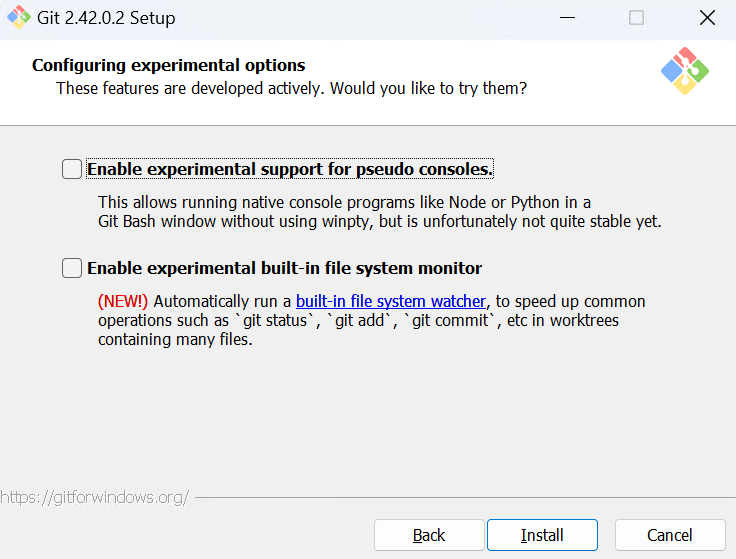 Git 2.42.0.2 Setup
Configuring experimental options
These features are developed actively. Would you like to try them?
Enable experimental support for pseudo consoles.
This allows running native console programs like Node or Python in a
Git Bash window without using winpty, but is unfortunately not quite stable yet.
Enable experimental built-in file system monitor
(NEW!) Automatically run a built-in file system watcher, to speed up common
operations such as `git status`, `git add`, `git commit`, etc in worktrees
containing many files.
https://gitforwindows.org/
Back Install Cancel